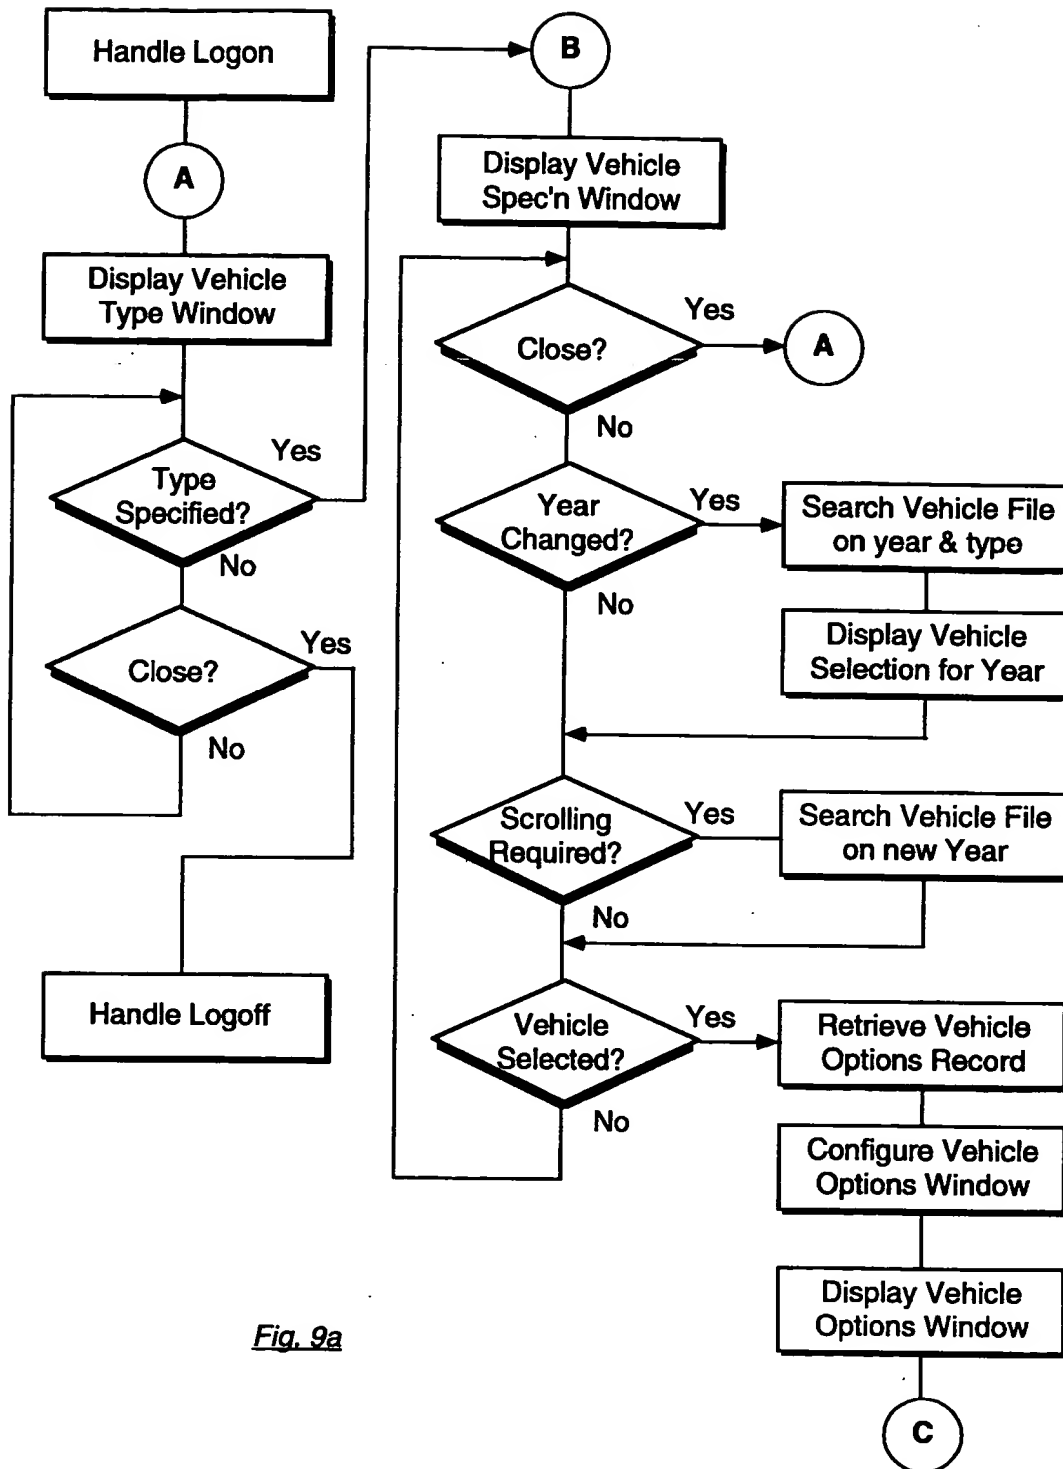 Handle Logon
A
Display Vehicle
Type Window
Type
Specified?
Yes
No
Close?
Yes
No
Handle Logoff
B
Display Vehicle
Spec'n Window
Close?
Yes
A
No
Year
Changed?
Yes
Search Vehicle File
on year & type
No
Display Vehicle
Selection for Year
Scrolling
Required?
Yes
Search Vehicle File
on new Year
No
Vehicle
Selected?
Yes
Retrieve Vehicle
Options Record
No
Configure Vehicle
Options Window
Display Vehicle
Options Window
C
Fig. 9a